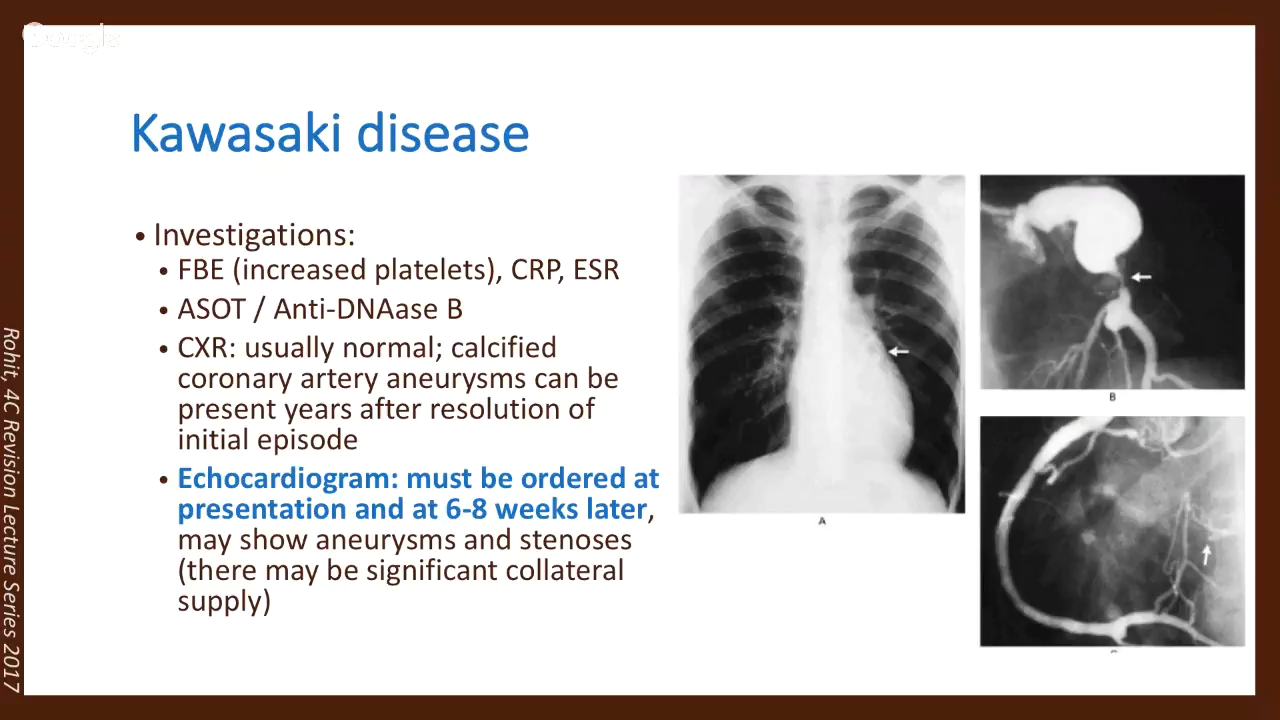 Google
Kawasaki disease
• Investigations:
• FBE (increased platelets), CRP, ESR
• ASOT / Anti-DNAase B
• CXR: usually normal; calcified
coronary artery aneurysms can be
present years after resolution of
initial episode
• Echocardiogram: must be ordered at
presentation and at 6-8 weeks later,
may show aneurysms and stenoses
(there may be significant collateral
supply)
A
B
Rohit, 4C Revision Lecture Series 2017